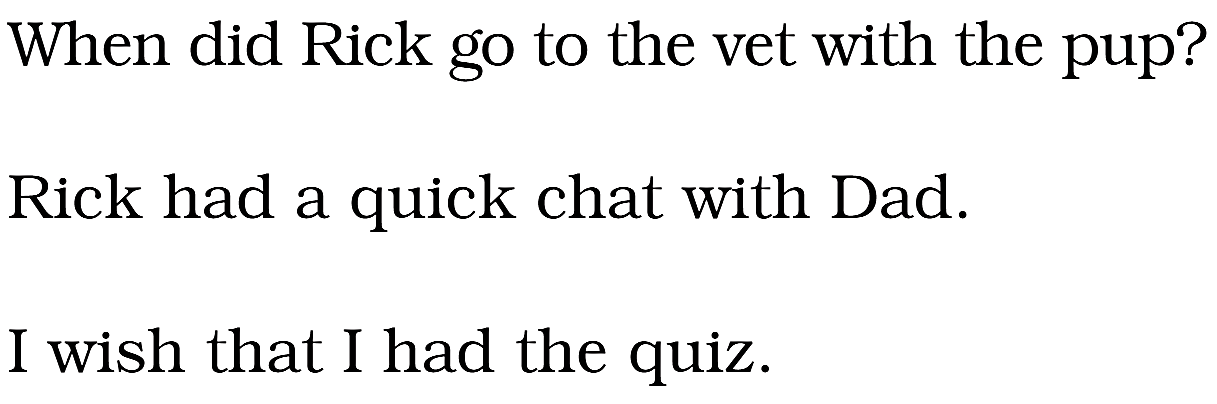 When did Rick go to the vet with the pup?
Rick had a quick chat with Dad.
I wish that I had the quiz.